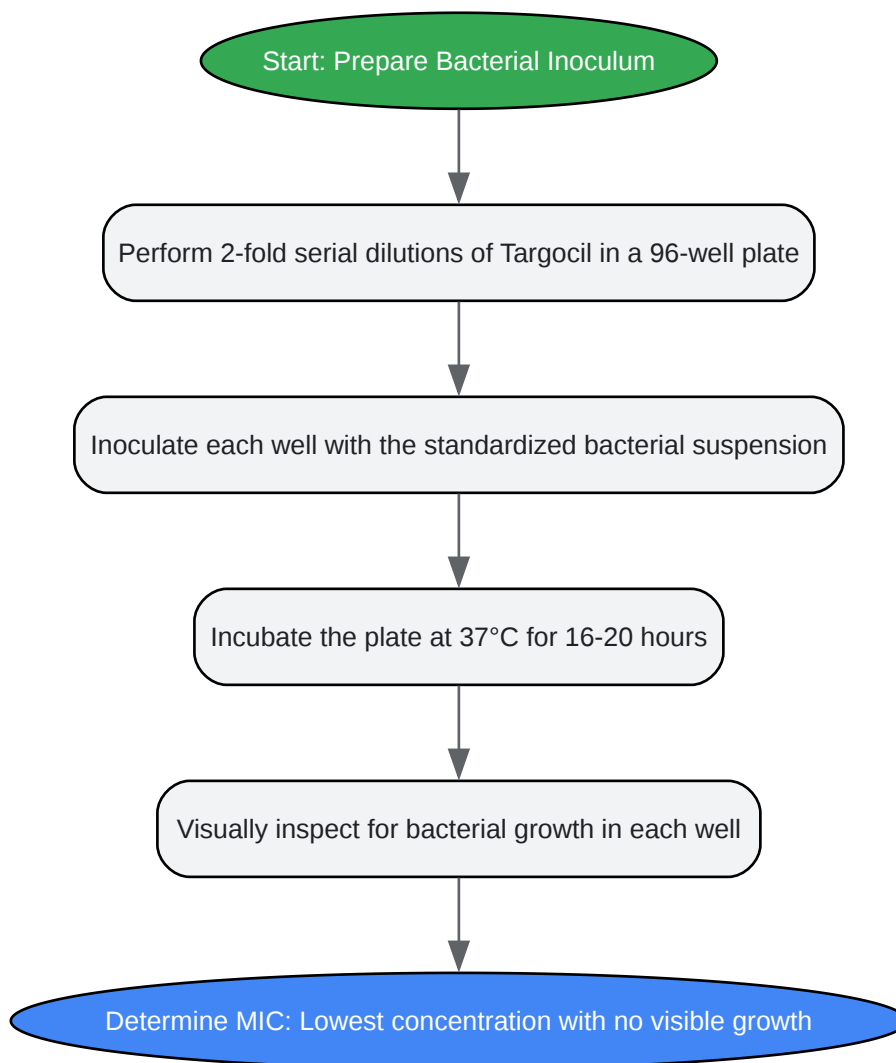 Start: Prepare Bacterial Inoculum
Perform 2-fold serial dilutions of Targocil in a 96-well plate
Inoculate each well with the standardized bacterial suspension
Incubate the plate at 37°C for 16-20 hours
Visually inspect for bacterial growth in each well
Determine MIC: Lowest concentration with no visible growth